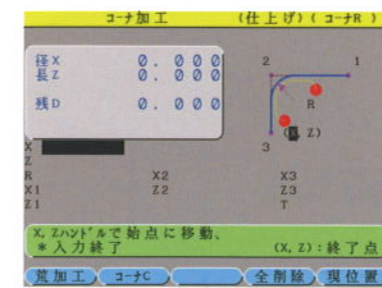 コーナ加工 (仕上げ)(コーナR)
径X 0.000
長Z 0.000
残D 0.000
2 1
R
(X, Z)
3
X
Z
R X2 X3
X1 Z2 Z3
Z1 T
X, Zハンドルで始点に移動、
*入力終了 (X, Z):終了点
荒加工 コーナC 全削除 現位置